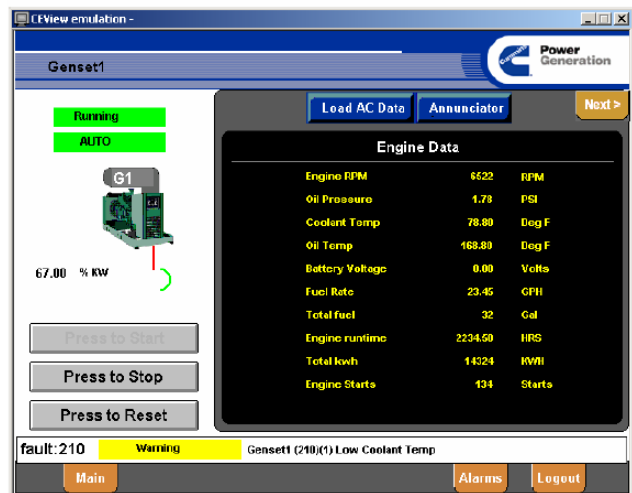 CEView emulation -
Power
Generation
Genset1
Load AC Data Annunciator Next >
Running
AUTO
G1
67.00 % KW
Press to Start
Press to Stop
Press to Reset
Engine Data
Engine RPM 6522 RPM
Oil Pressure 1.78 PSI
Coolant Temp 78.80 Deg F
Oil Temp 168.80 Deg F
Battery Voltage 0.00 Volts
Fuel Rate 23.45 GPH
Total fuel 32 Gal
Engine runtime 2234.50 HRS
Total kwh 14324 KWH
Engine Starts 134 Starts
fault:210 Warning Genset1 (210)(1) Low Coolant Temp
Main Alarms Logout